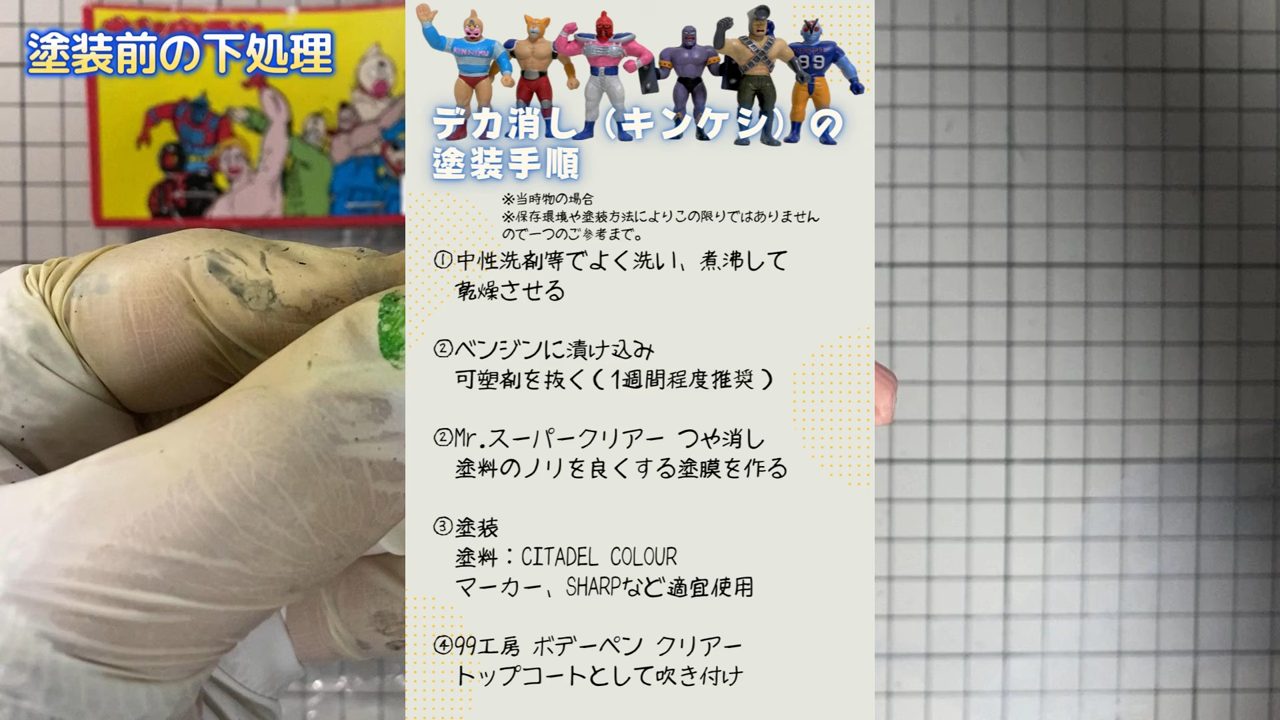 塗装前の下処理
デカ消し（キンケシ）の
塗装手順
※当時物の場合
※保存環境や塗装方法によりこの限りではありません
ので一つのご参考まで。
①中性洗剤等でよく洗い、煮沸して
乾燥させる
②ベンジンに漬け込み
可塑剤を抜く（1週間程度推奨）
②Mr.スーパークリアー つや消し
塗料のノリを良くする塗膜を作る
③塗装
塗料：CITADEL COLOUR
マーカー、SHARPなど適宜使用
④99工房 ボデーペン クリアー
トップコートとして吹き付け
89